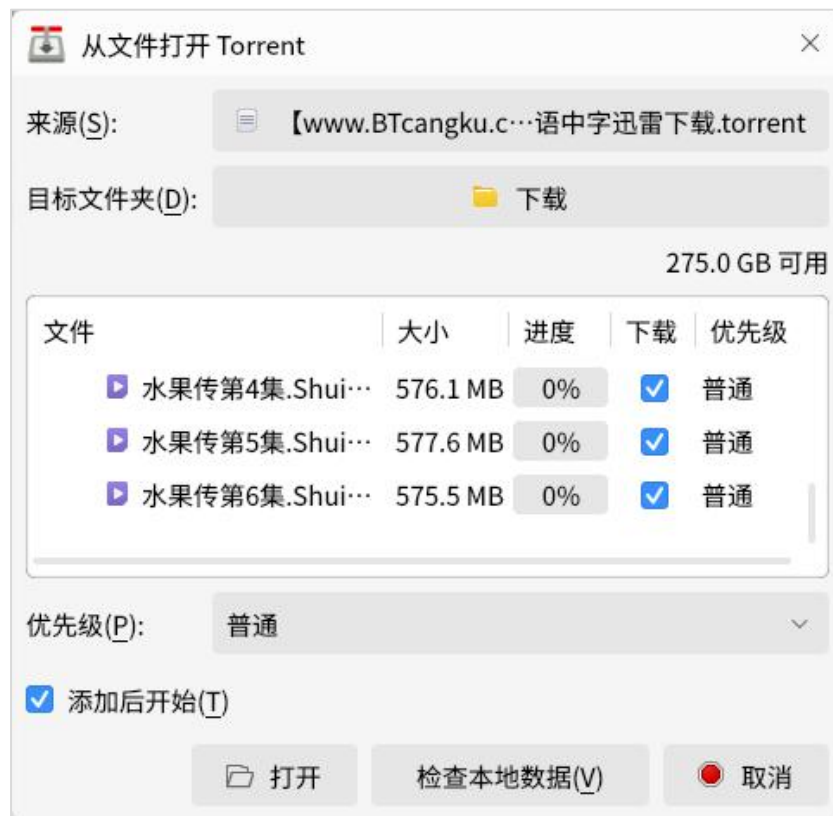 从文件打开 Torrent
来源(S): 【www.BTcangku.c…语中字迅雷下载.torrent
目标文件夹(D): 下载
275.0 GB 可用
文件 大小 进度 下载 优先级
水果传第4集.Shui… 576.1 MB 0% 普通
水果传第5集.Shui… 577.6 MB 0% 普通
水果传第6集.Shui… 575.5 MB 0% 普通
优先级(P): 普通
添加后开始(T)
打开 检查本地数据(V) 取消